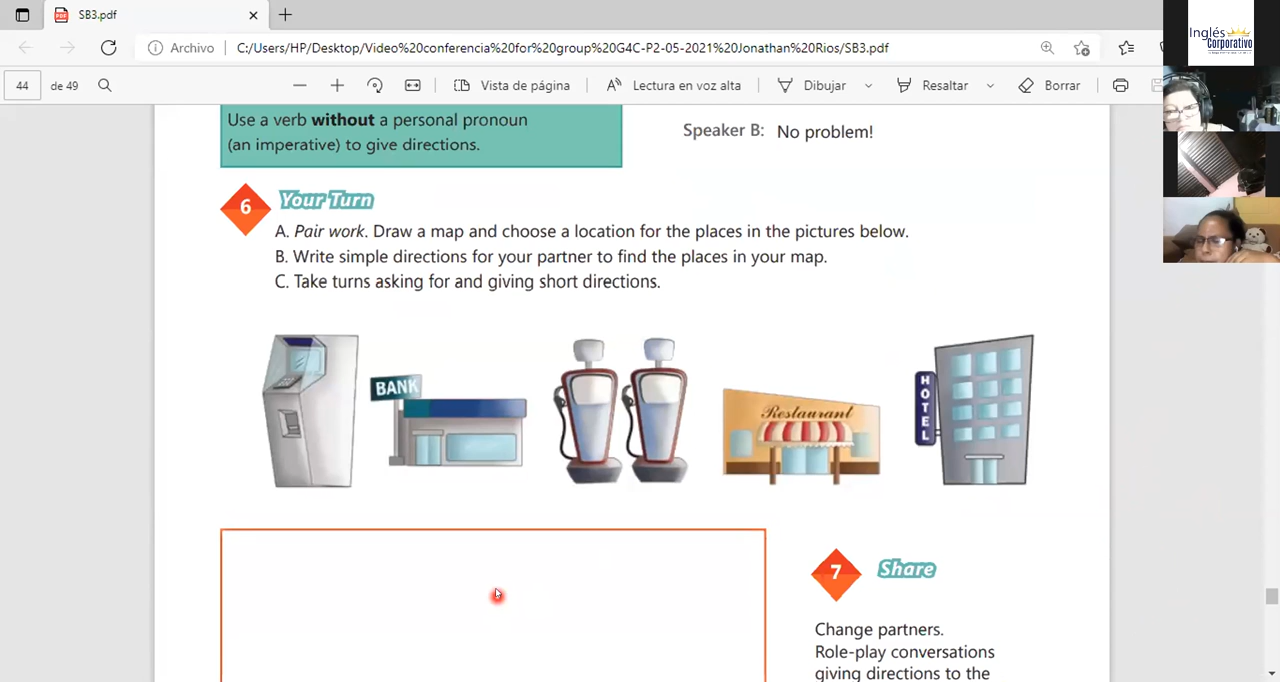 SB3.pdf
Archivo
C:/Users/HP/Desktop/Video%20conferencia%20for%20group%20G4C-P2-05-2021%20Jonathan%20Rios/SB3.pdf
44
de 49
Vista de página
Lectura en voz alta
Dibujar
Resaltar
Borrar
Inglés
Corporativo
Use a verb without a personal pronoun
(an imperative) to give directions.
Speaker B: No problem!
6
Your Turn
A. Pair work. Draw a map and choose a location for the places in the pictures below.
B. Write simple directions for your partner to find the places in your map.
C. Take turns asking for and giving short directions.
BANK
Restaurant
HOTEL
7
Share
Change partners.
Role-play conversations
giving directions to the